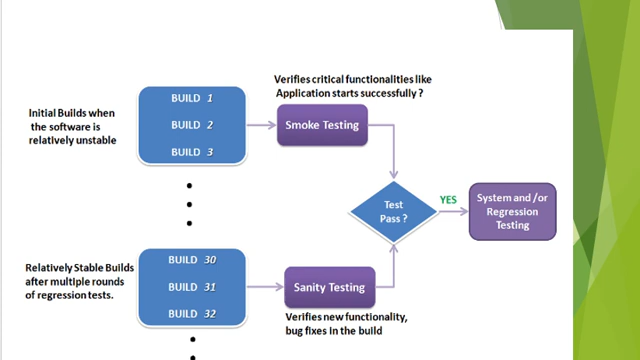 Verifies critical functionalities like
Application starts successfully ?
Initial Builds when
the software is
relatively unstable
BUILD 1
BUILD 2
BUILD 3
Smoke Testing
Test
Pass ?
YES
System and /or
Regression
Testing
Relatively Stable Builds
after multiple rounds
of regression tests.
BUILD 30
BUILD 31
BUILD 32
Sanity Testing
Verifies new functionality,
bug fixes in the build